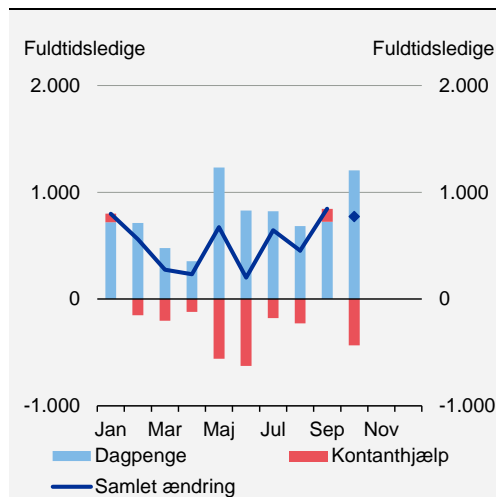 Fuldtidsledige Fuldtidsledige
2.000 2.000
1.000 1.000
0 0
-1.000 -1.000
Jan Mar Maj Jul Sep Nov
Dagpenge Kontanthjælp
Samlet ændring